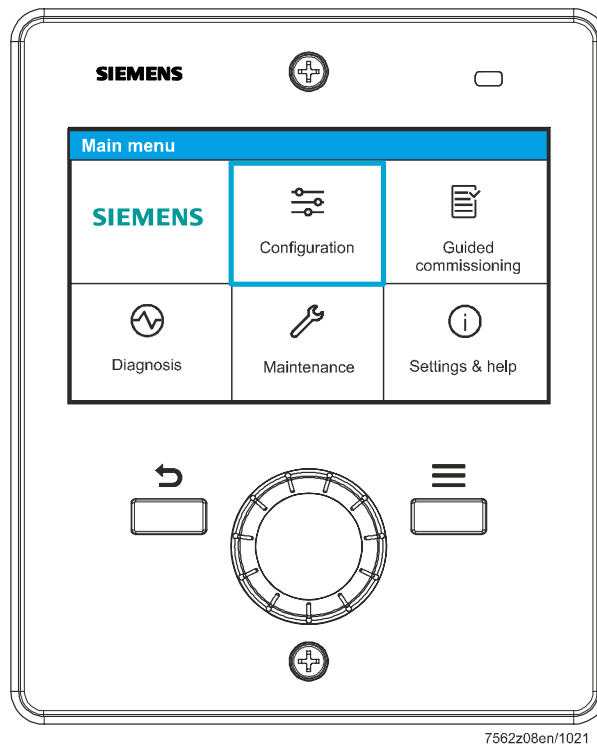 SIEMENS
Main menu
SIEMENS
Configuration
Guided
commissioning
Diagnosis
Maintenance
Settings & help
7562z08en/1021